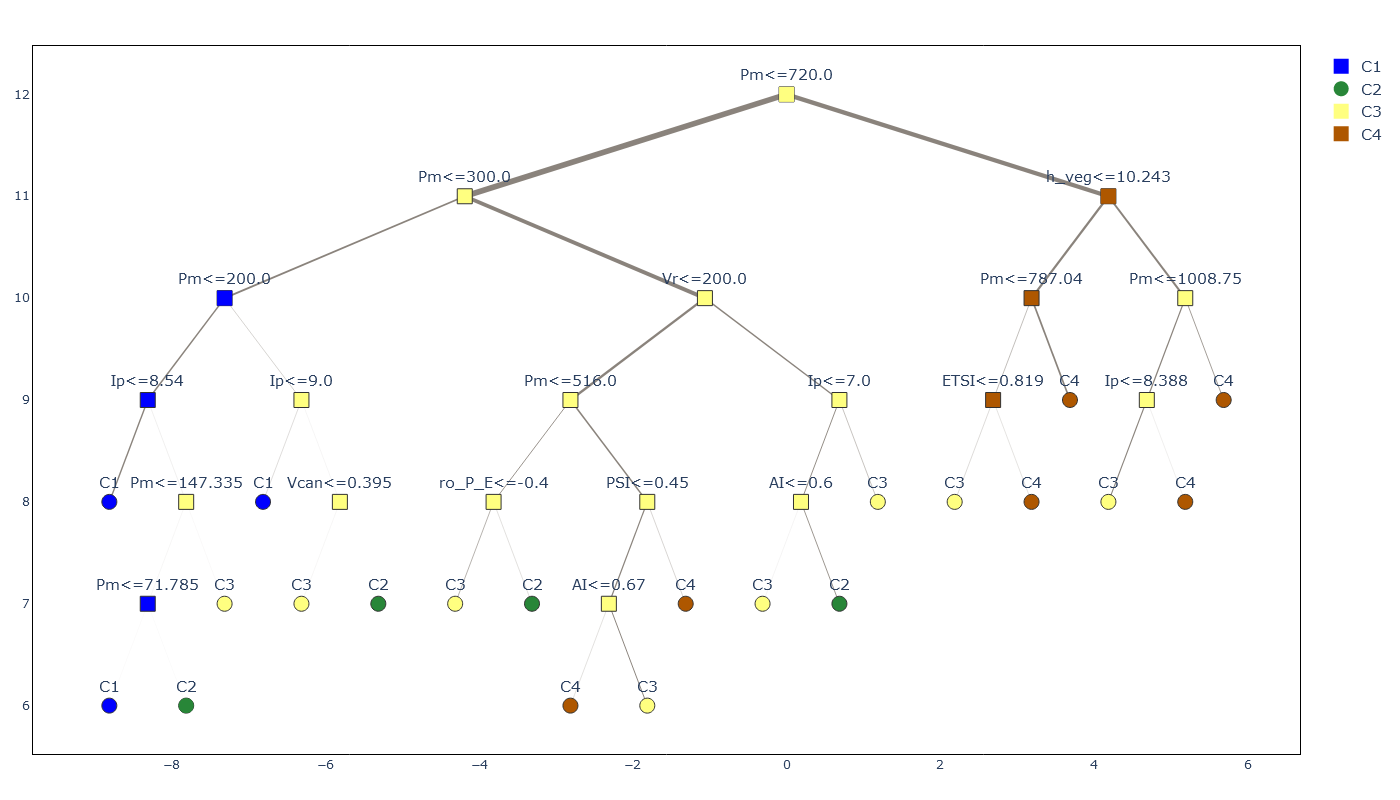 Pm<=720.0
C1
C2
C3
C4
12
Pm<=300.0
h_veg<=10.243
11
Pm<=200.0
Vr<=200.0
Pm<=787.04
Pm<=1008.75
10
Ip<=8.54
Ip<=9.0
Pm<=516.0
Ip<=7.0
ETSI<=0.819
C4
Ip<=8.388
C4
9
C1
Pm<=147.335
C1
Vcan<=0.395
ro_P_E<=-0.4
PSI<=0.45
AI<=0.6
C3
C3
C4
C3
C4
8
Pm<=71.785
C3
C3
C2
C3
C2
AI<=0.67
C4
C3
C2
7
C1
C2
C4
C3
6
−8
−6
−4
−2
0
2
4
6